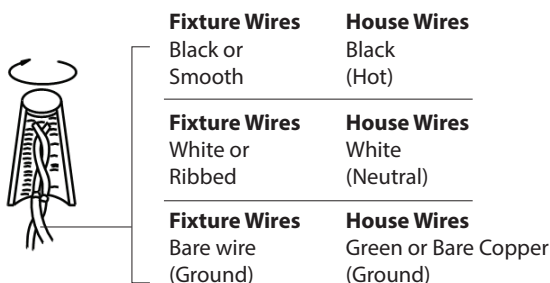 Fixture Wires House Wires
Black or Black
Smooth (Hot)
Fixture Wires House Wires
White or White
Ribbed (Neutral)
Fixture Wires House Wires
Bare wire Green or Bare Copper
(Ground) (Ground)